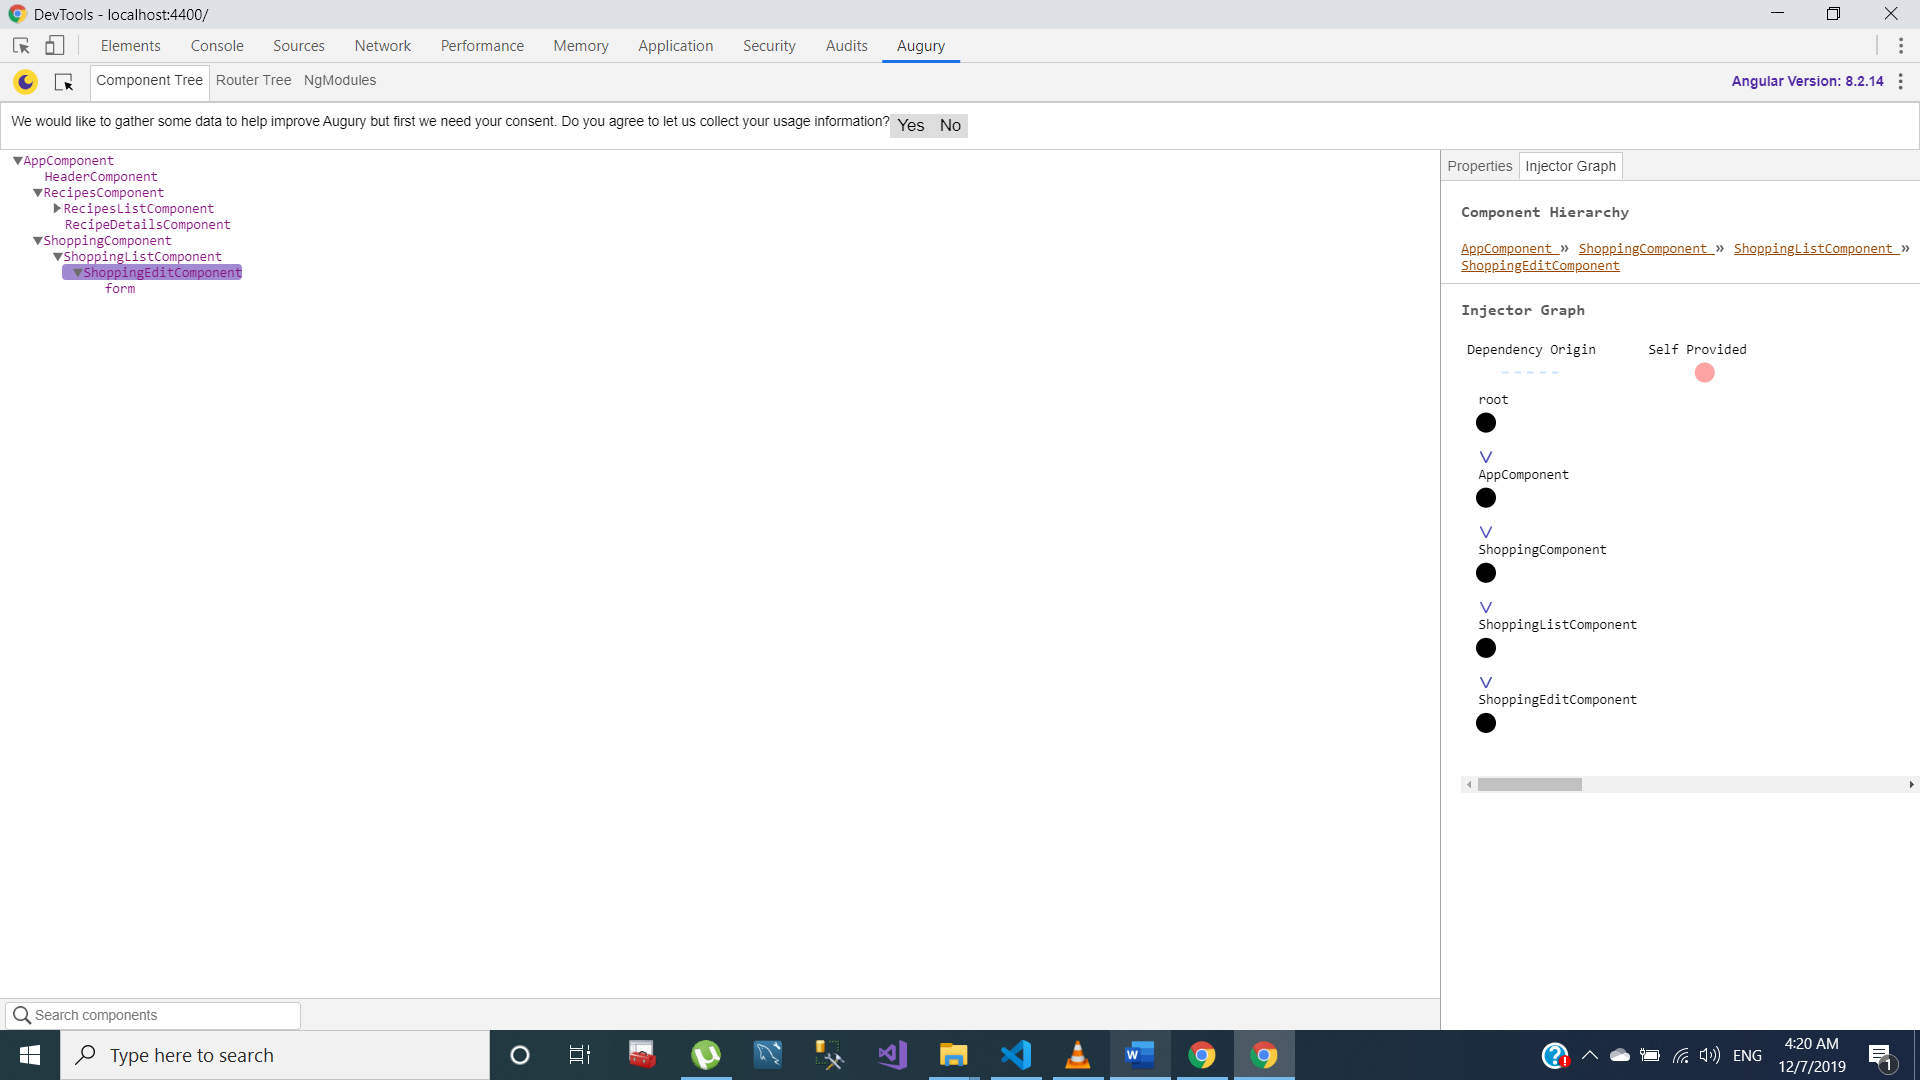 DevTools - localhost:4400/
Elements Console Sources Network Performance Memory Application Security Audits Augury
Component Tree Router Tree NgModules Angular Version: 8.2.14
We would like to gather some data to help improve Augury but first we need your consent. Do you agree to let us collect your usage information? Yes No
▼AppComponent
HeaderComponent
▼RecipesComponent
▶RecipesListComponent
RecipeDetailsComponent
▼ShoppingComponent
▼ShoppingListComponent
▼ShoppingEditComponent
form
Properties Injector Graph
Component Hierarchy
AppComponent » ShoppingComponent » ShoppingListComponent »
ShoppingEditComponent
Injector Graph
Dependency Origin Self Provided
root
AppComponent
ShoppingComponent
ShoppingListComponent
ShoppingEditComponent
Search components
Type here to search
ENG
4:20 AM
12/7/2019
1